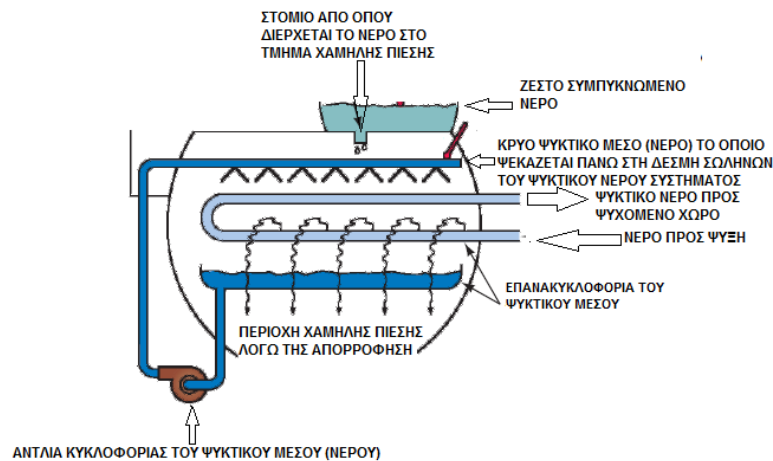 ΣΤΟΜΙΟ ΑΠΟ ΟΠΟΥ
ΔΙΕΡΧΕΤΑΙ ΤΟ ΝΕΡΟ ΣΤΟ
ΤΜΗΜΑ ΧΑΜΗΛΗΣ ΠΙΕΣΗΣ
ΖΕΣΤΟ ΣΥΜΠΥΚΝΩΜΕΝΟ
ΝΕΡΟ
ΚΡΥΟ ΨΥΚΤΙΚΟ ΜΕΣΟ (ΝΕΡΟ) ΤΟ ΟΠΟΙΟ
ΨΕΚΑΖΕΤΑΙ ΠΑΝΩ ΣΤΗ ΔΕΣΜΗ ΣΩΛΗΝΩΝ
ΤΟΥ ΨΥΚΤΙΚΟΥ ΝΕΡΟΥ ΣΥΣΤΗΜΑΤΟΣ
ΨΥΚΤΙΚΟ ΝΕΡΟ ΠΡΟΣ
ΨΥΧΟΜΕΝΟ ΧΩΡΟ
ΝΕΡΟ ΠΡΟΣ ΨΥΞΗ
ΕΠΑΝΑΚΥΚΛΟΦΟΡΙΑ ΤΟΥ
ΨΥΚΤΙΚΟΥ ΜΕΣΟΥ
ΠΕΡΙΟΧΗ ΧΑΜΗΛΗΣ ΠΙΕΣΗΣ
ΛΟΓΩ ΤΗΣ ΑΠΟΡΡΟΦΗΣΗ
ΑΝΤΛΙΑ ΚΥΚΛΟΦΟΡΙΑΣ ΤΟΥ ΨΥΚΤΙΚΟΥ ΜΕΣΟΥ (ΝΕΡΟΥ)